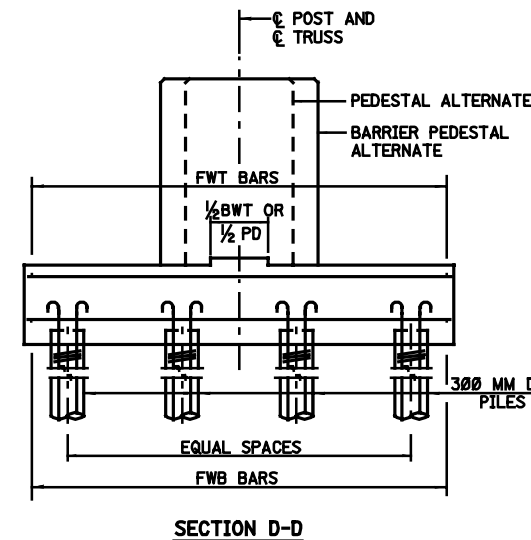 ℄ POST AND
℄ TRUSS
PEDESTAL ALTERNATE
BARRIER PEDESTAL
ALTERNATE
FWT BARS
½BWT OR
½ PD
300 MM D
PILES
EQUAL SPACES
FWB BARS
SECTION D-D